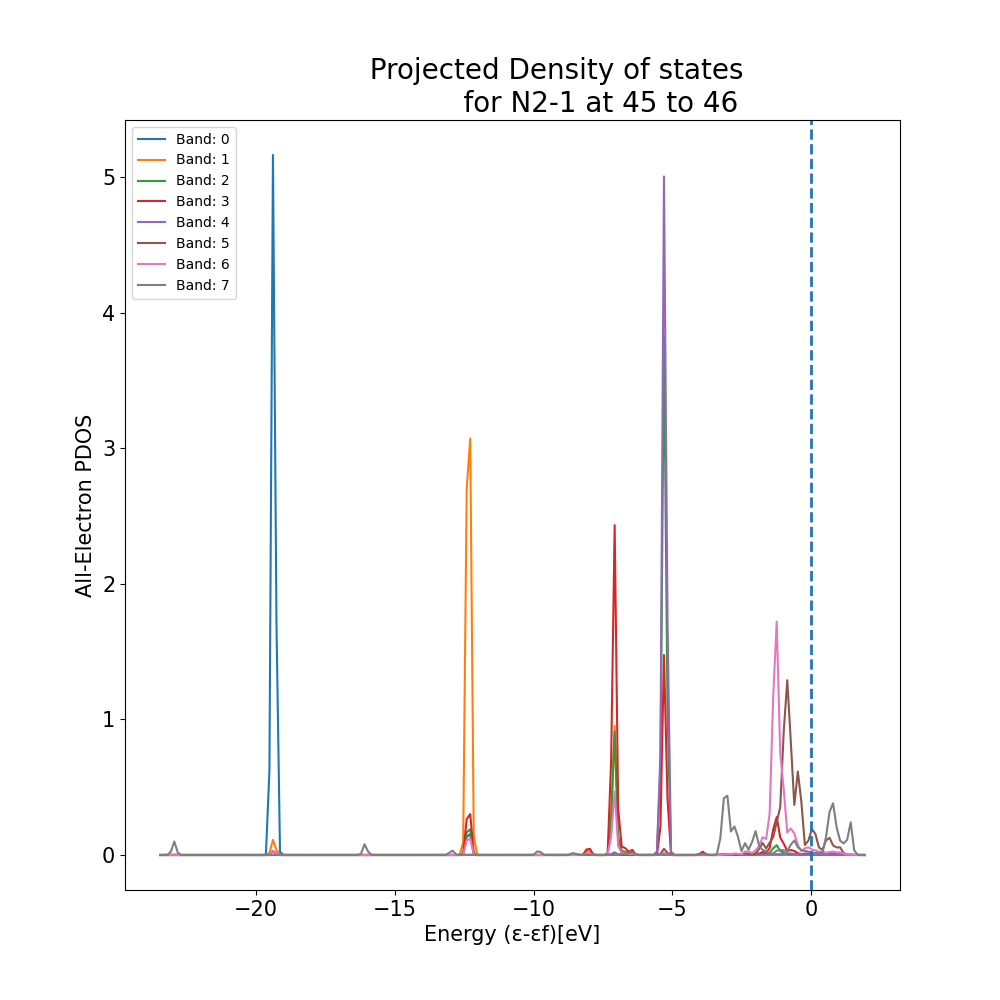 Projected Density of states
for N2-1 at 45 to 46
Band: 0
Band: 1
Band: 2
Band: 3
Band: 4
Band: 5
Band: 6
Band: 7
5
4
3
2
1
0
All-Electron PDOS
−20
−15
−10
−5
0
Energy (ε-εf)[eV]